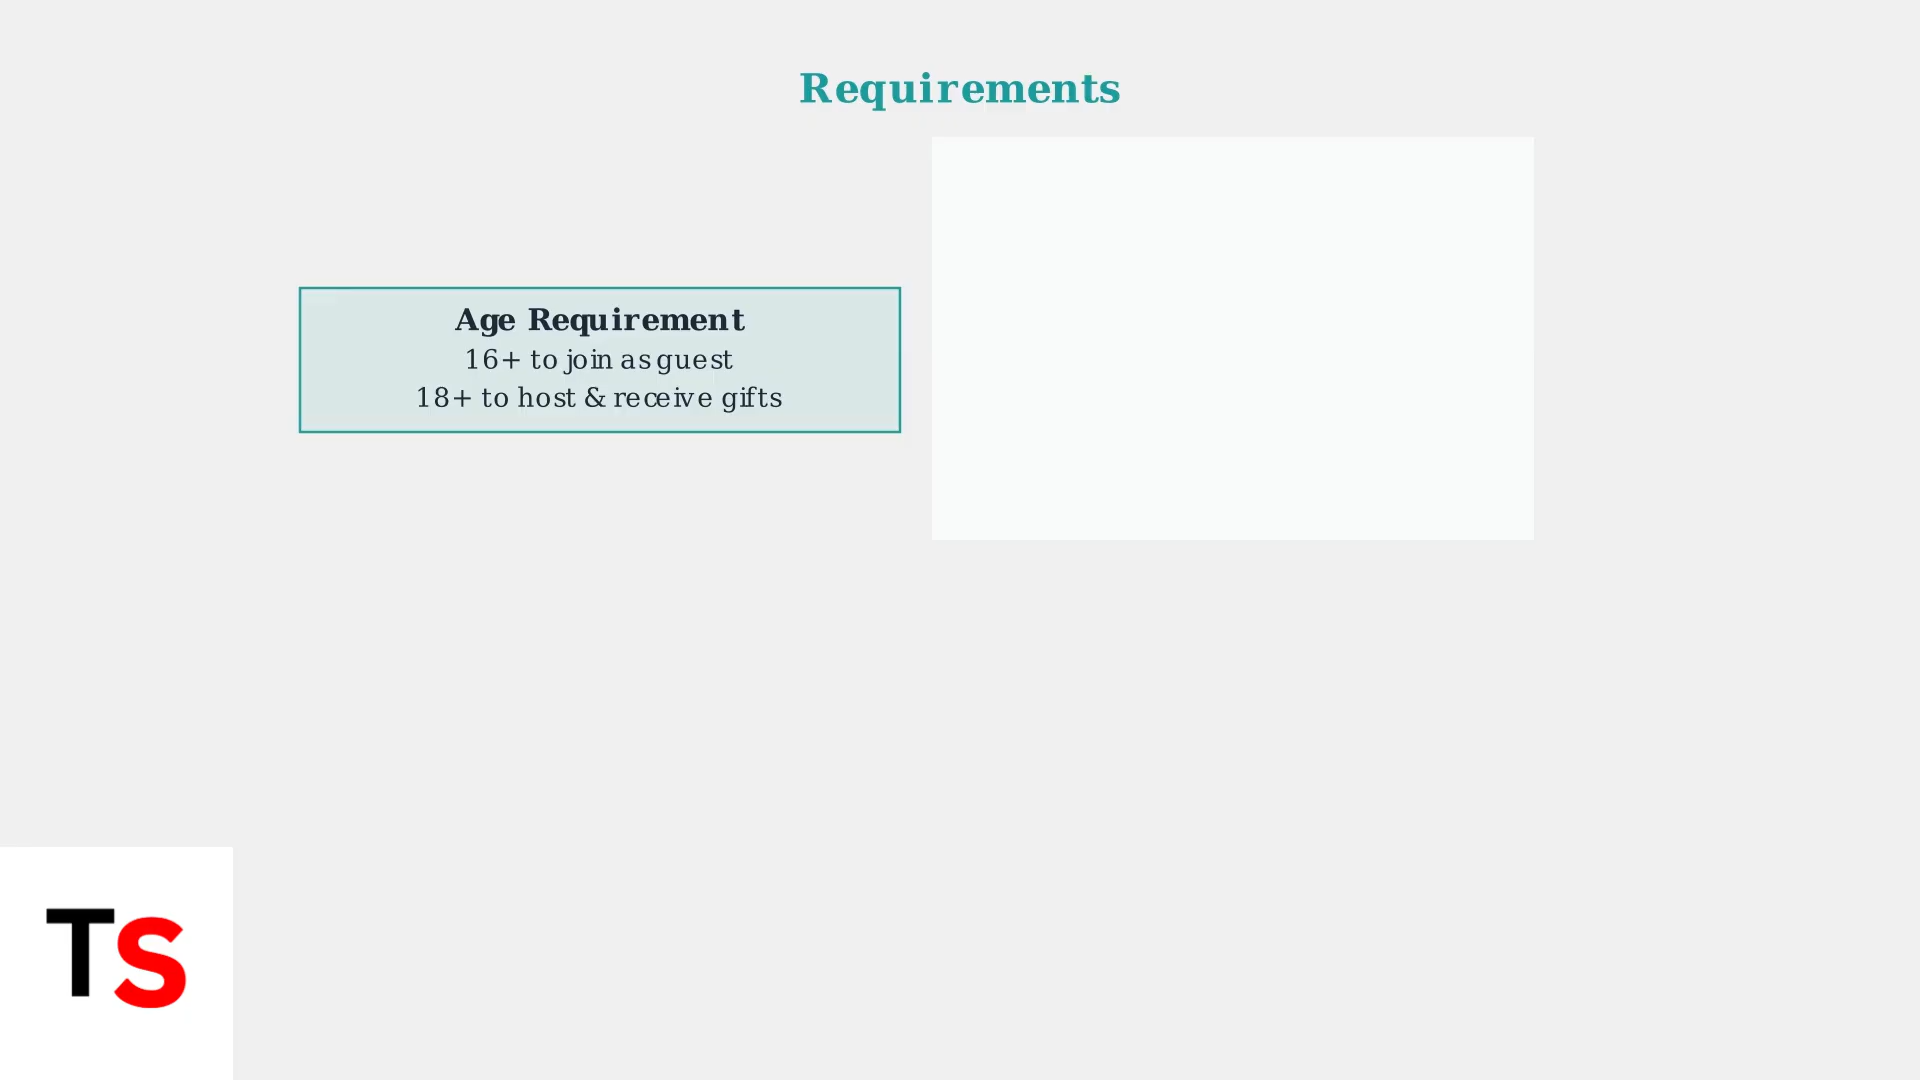 Requirements
Age Requirement
16+ to join as guest
18+ to host & receive gifts
TS